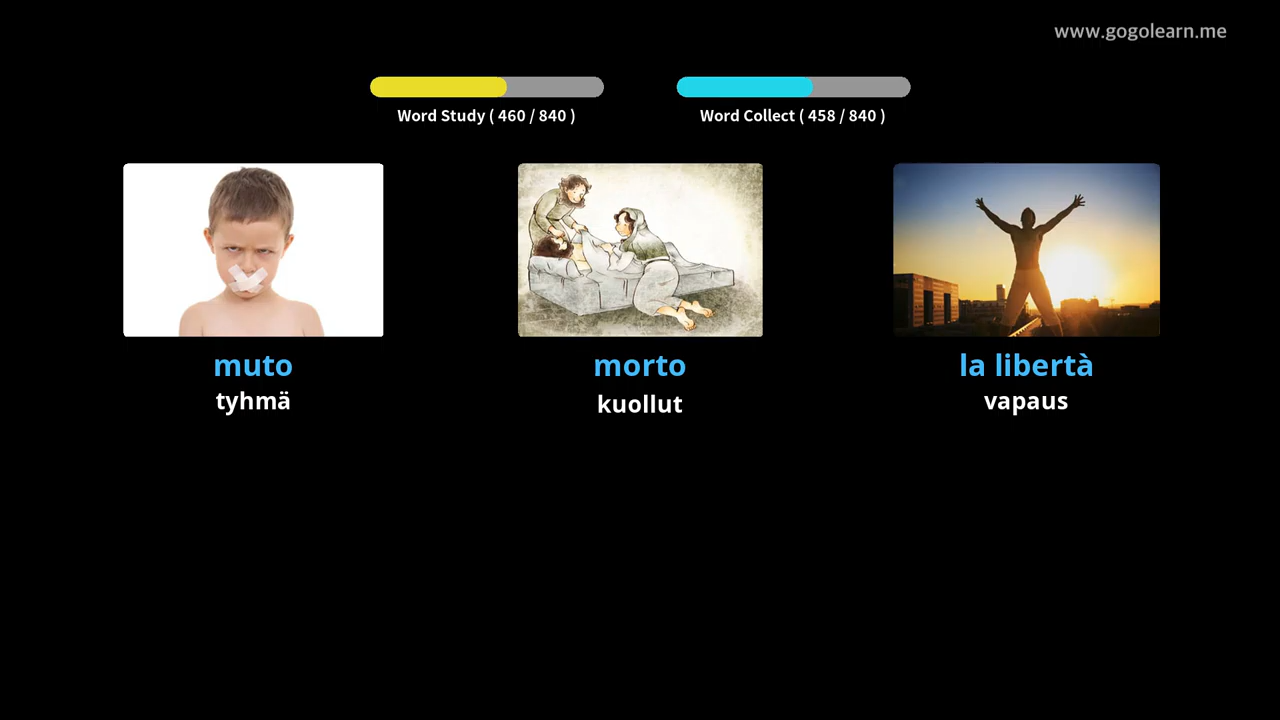 www.gogolearn.me
Word Study ( 460 / 840 )
Word Collect ( 458 / 840 )
muto
tyhmä
morto
kuollut
la libertà
vapaus